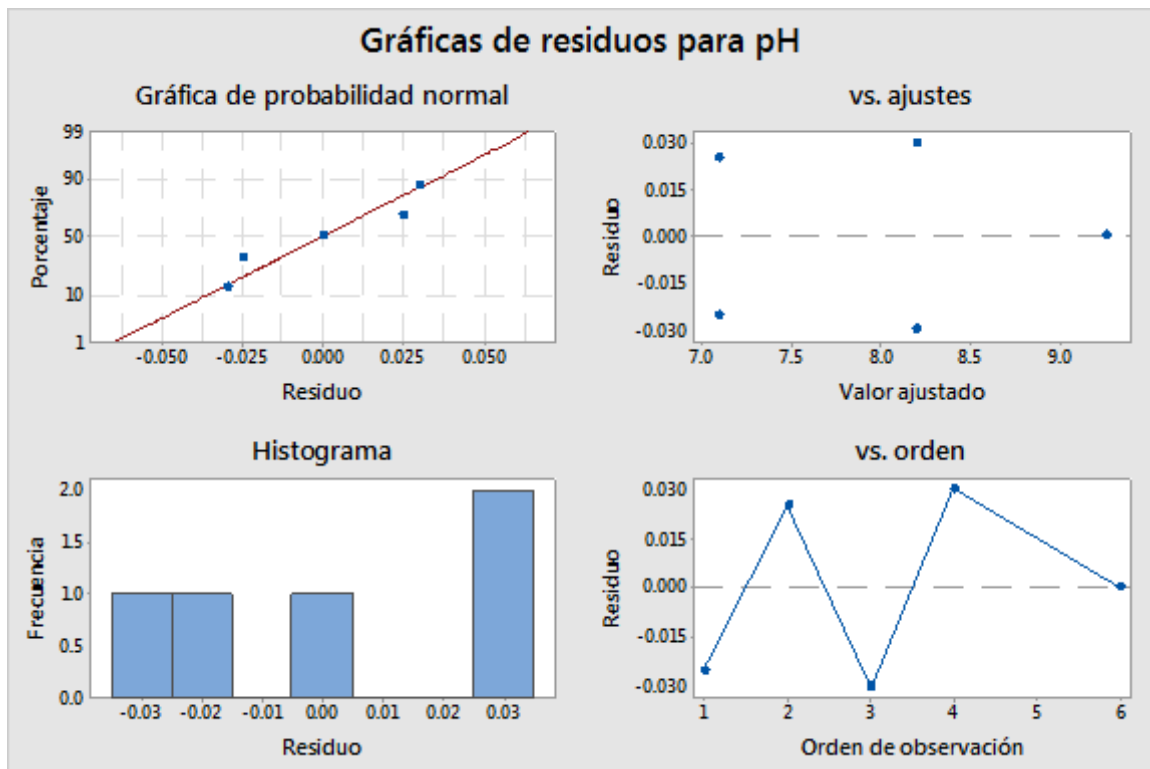 Gráficas de residuos para pH
Gráfica de probabilidad normal
99
90
50
10
1
Porcentaje
-0.050 -0.025 0.000 0.025 0.050
Residuo
vs. ajustes
0.030
0.015
0.000
-0.015
-0.030
Residuo
7.0 7.5 8.0 8.5 9.0
Valor ajustado
Histograma
2.0
1.5
1.0
0.5
0.0
Frecuencia
-0.03 -0.02 -0.01 0.00 0.01 0.02 0.03
Residuo
vs. orden
0.030
0.015
0.000
-0.015
-0.030
Residuo
1 2 3 4 5 6
Orden de observación